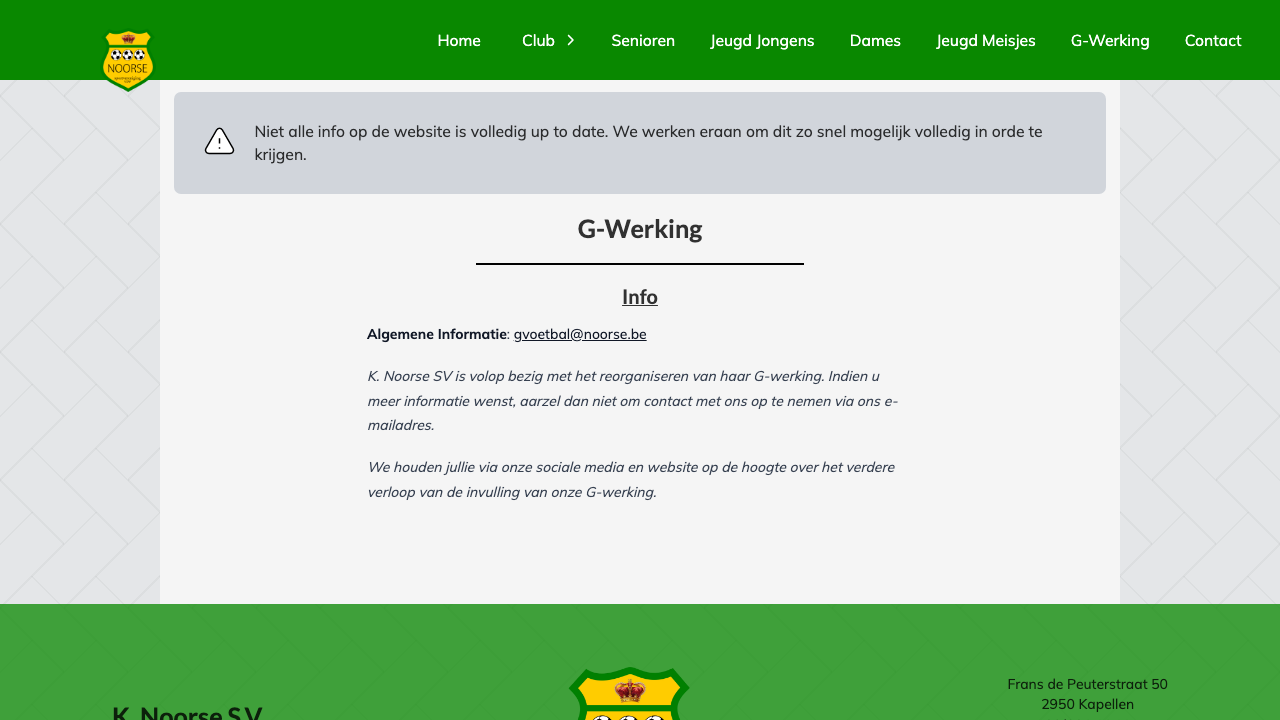 NOORSE
Home
Club
Senioren
Jeugd Jongens
Dames
Jeugd Meisjes
G-Werking
Contact
Niet alle info op de website is volledig up to date. We werken eraan om dit zo snel mogelijk volledig in orde te
krijgen.
G-Werking
Info
Algemene Informatie: gvoetbal@noorse.be
K. Noorse SV is volop bezig met het reorganiseren van haar G-werking. Indien u
meer informatie wenst, aarzel dan niet om contact met ons op te nemen via ons e-
mailadres.
We houden jullie via onze sociale media en website op de hoogte over het verdere
verloop van de invulling van onze G-werking.
K. Noorse S.V.
Frans de Peuterstraat 50
2950 Kapellen